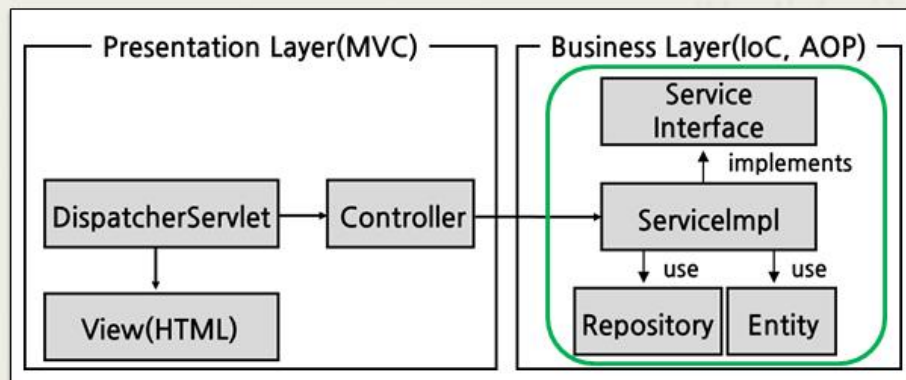 Presentation Layer(MVC)
Business Layer(IoC, AOP)
Service
Interface
implements
DispatcherServlet
Controller
ServiceImpl
use
use
View(HTML)
Repository
Entity